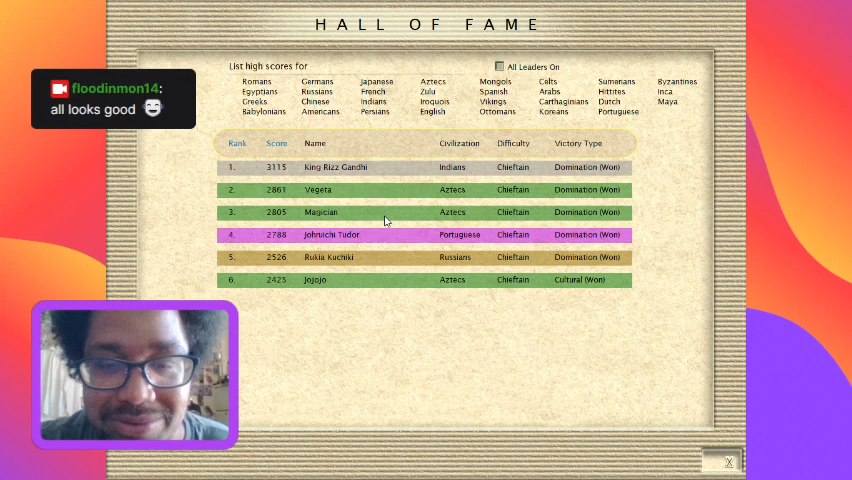 HALL OF FAME
List high scores for
All Leaders On
Romans Germans Japanese Aztecs Mongols Celts Sumerians Byzantines
Egyptians Russians French Zulu Spanish Arabs Hittites Inca
Greeks Chinese Indians Iroquois Vikings Carthaginians Dutch Maya
Babylonians Americans Persians English Ottomans Koreans Portuguese
floodinmon14:
all looks good
Rank Score Name Civilization Difficulty Victory Type
1. 3115 King Rizz Gandhi Indians Chieftain Domination (Won)
2. 2861 Vegeta Aztecs Chieftain Domination (Won)
3. 2805 Magician Aztecs Chieftain Domination (Won)
4. 2788 Johruichi Tudor Portuguese Chieftain Domination (Won)
5. 2526 Rukia Kuchiki Russians Chieftain Domination (Won)
6. 2425 JoJoJo Aztecs Chieftain Cultural (Won)
X